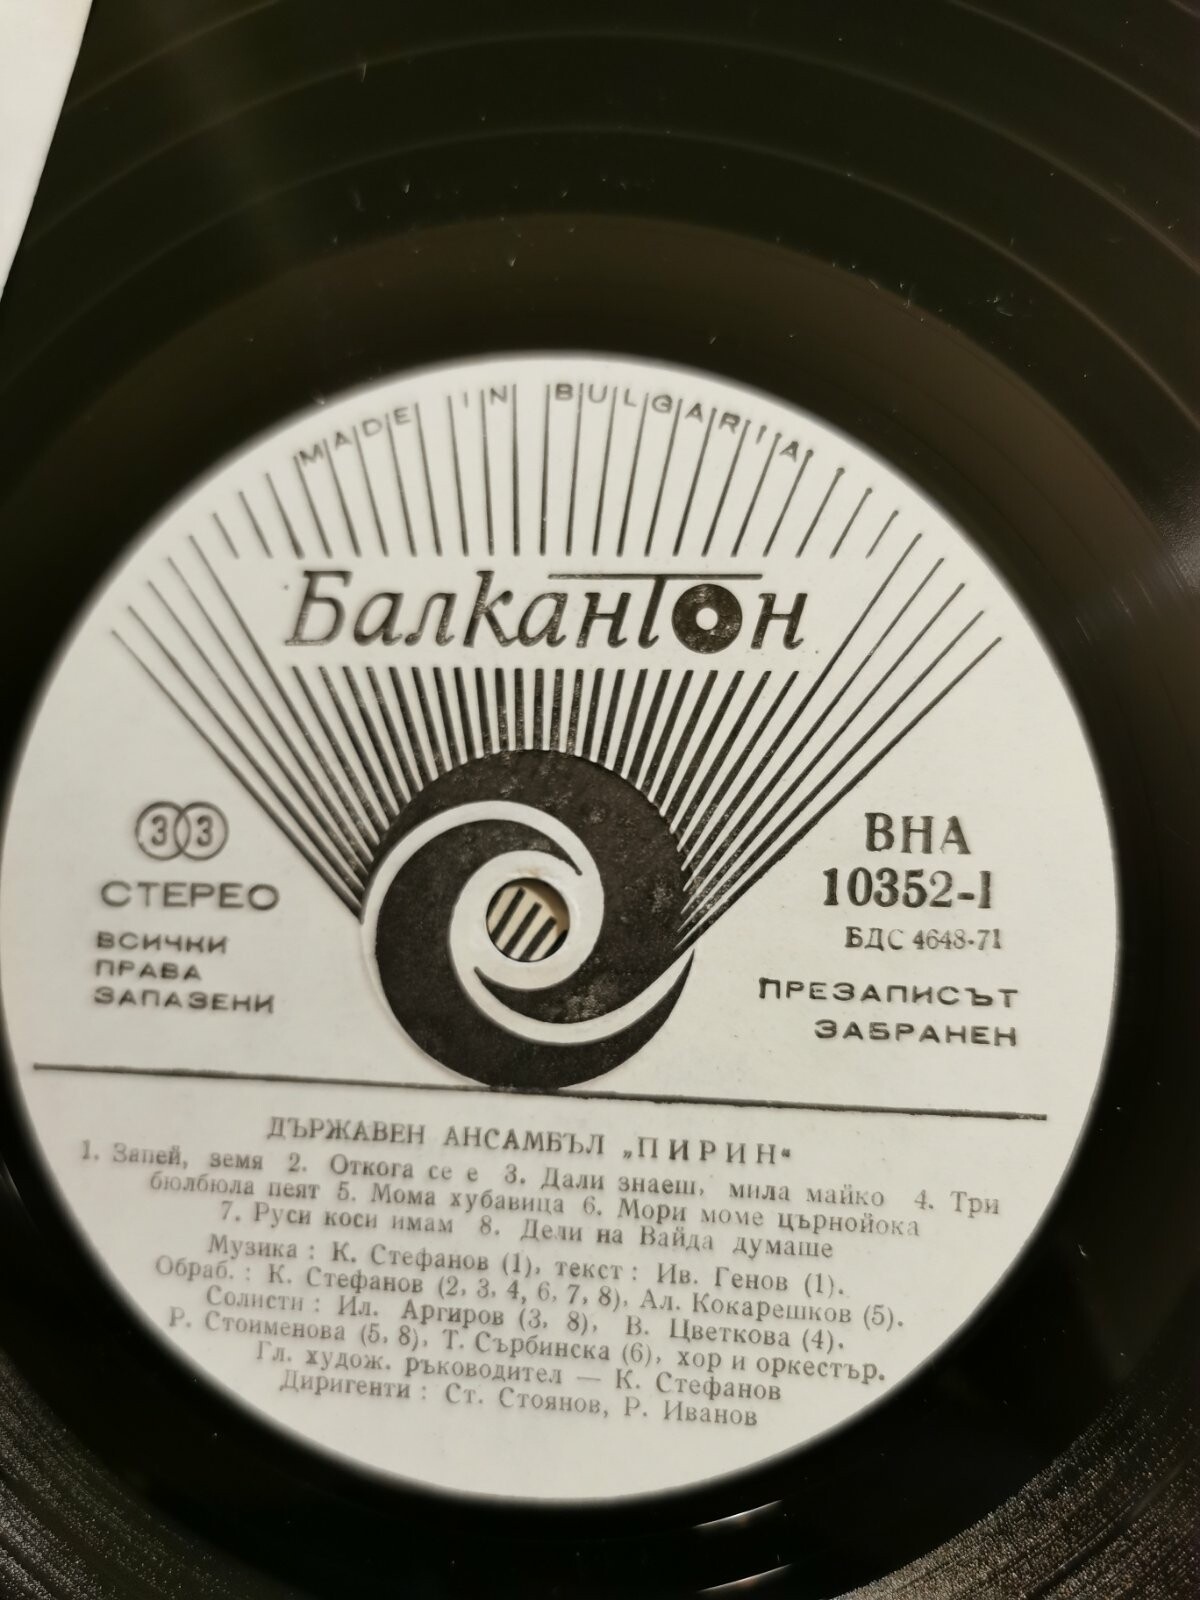 MADE IN BULGARIA
Балкантон
33
СТЕРЕО
ВСИЧКИ
ПРАВА
ЗАПАЗЕНИ
ВНА
10352-I
БДС 4648-71
ПРЕЗАПИСЪТ
ЗАБРАНЕН
ДЪРЖАВЕН АНСАМБЪЛ „ПИРИН“
1. Запей, земя 2. Откога се е 3. Дали знаеш, мила майко 4. Три
бюлбюла пеят 5. Мома хубавица 6. Мори моме църнойока
7. Руси коси имам 8. Дели на Вайда думаше
Музика : К. Стефанов (1), текст : Ив. Генов (1).
Обраб. : К. Стефанов (2, 3, 4, 6, 7, 8), Ал. Кокарешков (5).
Солисти : Ил. Аргиров (3, 8), В. Цветкова (4).
Р. Стоименова (5, 8), Т. Сърбинска (6), хор и оркестър.
Гл. худож. ръководител — К. Стефанов
Диригенти : Ст. Стоянов, Р. Иванов